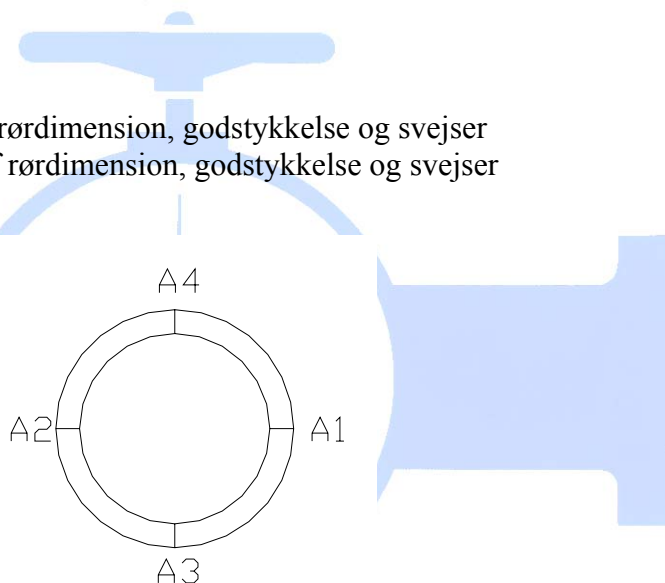 rørdimension, godstykkelse og svejser
rørdimension, godstykkelse og svejser
A4
A2 A1
A3